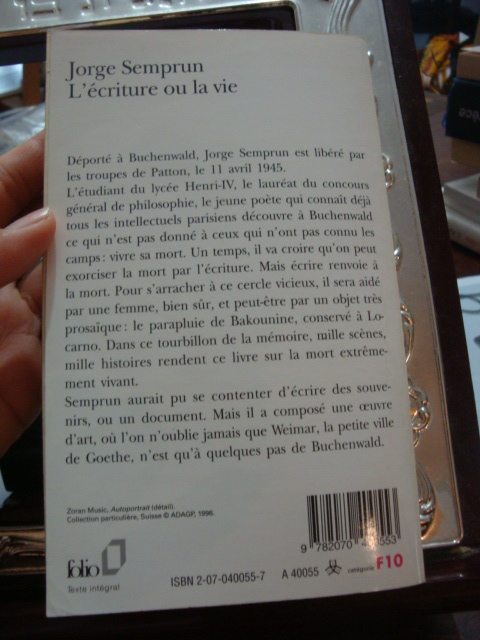 Jorge Semprun
L'écriture ou la vie
Déporté à Buchenwald, Jorge Semprun est libéré par
les troupes de Patton, le 11 avril 1945.
L'étudiant du lycée Henri-IV, le lauréat du concours
général de philosophie, le jeune poète qui connaît déjà
tous les intellectuels parisiens découvre à Buchenwald
ce qui n'est pas donné à ceux qui n'ont pas connu les
camps : vivre sa mort. Un temps, il va croire qu'on peut
exorciser la mort par l'écriture. Mais écrire renvoie à
la mort. Pour s'arracher à ce cercle vicieux, il sera aidé
par une femme, bien sûr, et peut-être par un objet très
prosaïque : le parapluie de Bakounine, conservé à Lo-
carno. Dans ce tourbillon de la mémoire, mille scènes,
mille histoires rendent ce livre sur la mort extrême-
ment vivant.
Semprun aurait pu se contenter d'écrire des souve-
nirs, ou un document. Mais il a composé une œuvre
d'art, où l'on n'oublie jamais que Weimar, la petite ville
de Goethe, n'est qu'à quelques pas de Buchenwald.
Zoran Music, Autoportrait (détail).
Collection particulière, Suisse © ADAGP, 1996.
folio
Texte intégral
ISBN 2-07-040055-7
A 40055
catégorie F10